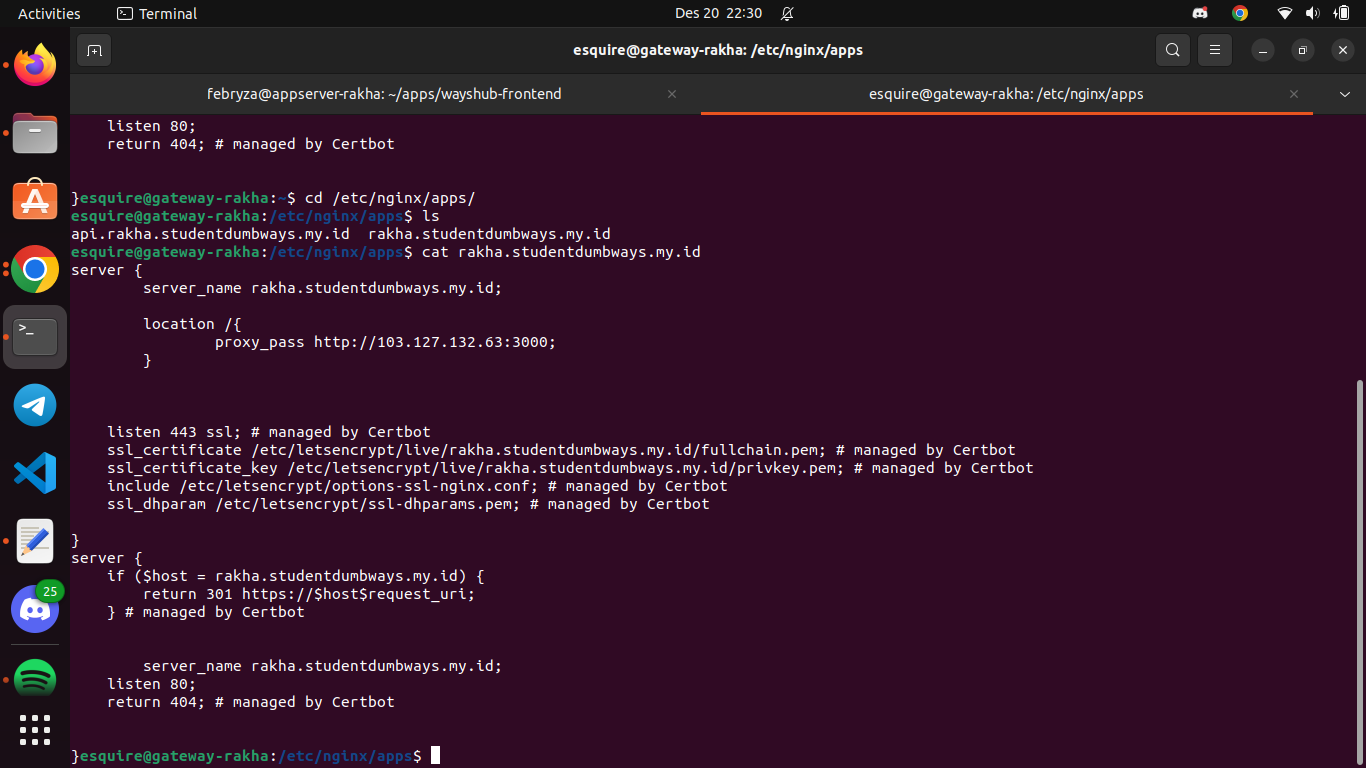 Activities
Terminal
Des 20 22:30
esquire@gateway-rakha: /etc/nginx/apps
febryza@appserver-rakha: ~/apps/wayshub-frontend
esquire@gateway-rakha: /etc/nginx/apps
    listen 80;
    return 404; # managed by Certbot
}esquire@gateway-rakha:~$ cd /etc/nginx/apps/
esquire@gateway-rakha:/etc/nginx/apps$ ls
api.rakha.studentdumbways.my.id  rakha.studentdumbways.my.id
esquire@gateway-rakha:/etc/nginx/apps$ cat rakha.studentdumbways.my.id
server {
        server_name rakha.studentdumbways.my.id;
        location /{
                proxy_pass http://103.127.132.63:3000;
        }
    listen 443 ssl; # managed by Certbot
    ssl_certificate /etc/letsencrypt/live/rakha.studentdumbways.my.id/fullchain.pem; # managed by Certbot
    ssl_certificate_key /etc/letsencrypt/live/rakha.studentdumbways.my.id/privkey.pem; # managed by Certbot
    include /etc/letsencrypt/options-ssl-nginx.conf; # managed by Certbot
    ssl_dhparam /etc/letsencrypt/ssl-dhparams.pem; # managed by Certbot
}
server {
    if ($host = rakha.studentdumbways.my.id) {
        return 301 https://$host$request_uri;
    } # managed by Certbot
        server_name rakha.studentdumbways.my.id;
    listen 80;
    return 404; # managed by Certbot
}esquire@gateway-rakha:/etc/nginx/apps$
>_
25